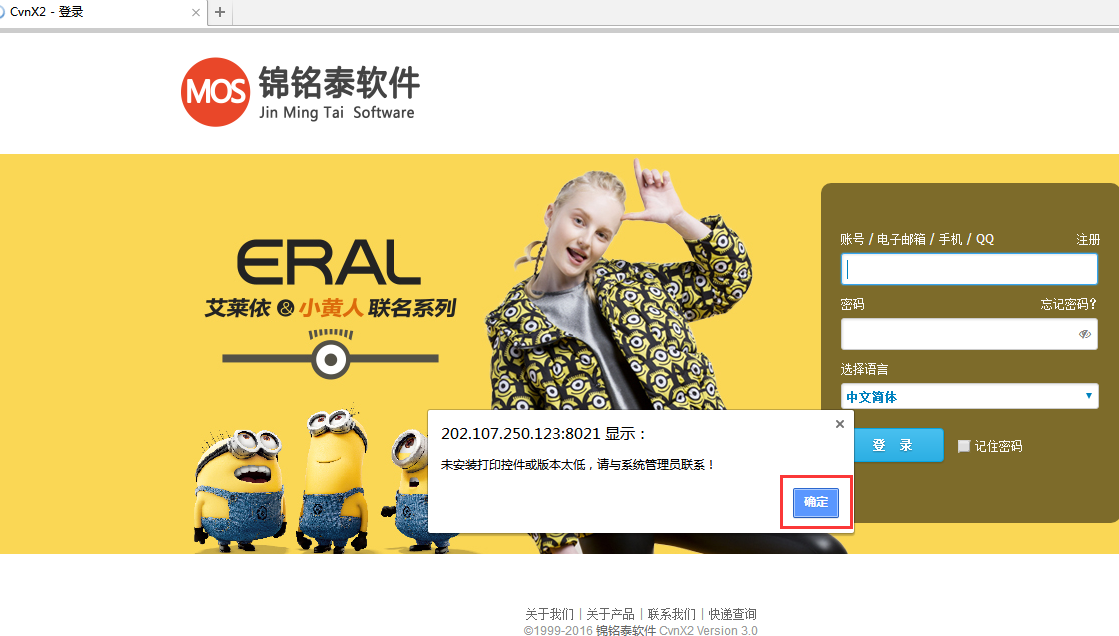 CvnX2 - 登录
MOS 锦铭泰软件
Jin Ming Tai Software
ERAL
艾莱依 & 小黄人 联名系列
账号 / 电子邮箱 / 手机 / QQ 注册
密码 忘记密码?
选择语言
中文简体
登 录 记住密码
202.107.250.123:8021 显示：
未安装打印控件或版本太低，请与系统管理员联系！
确定
关于我们 | 关于产品 | 联系我们 | 快递查询
©1999-2016 锦铭泰软件 CvnX2 Version 3.0